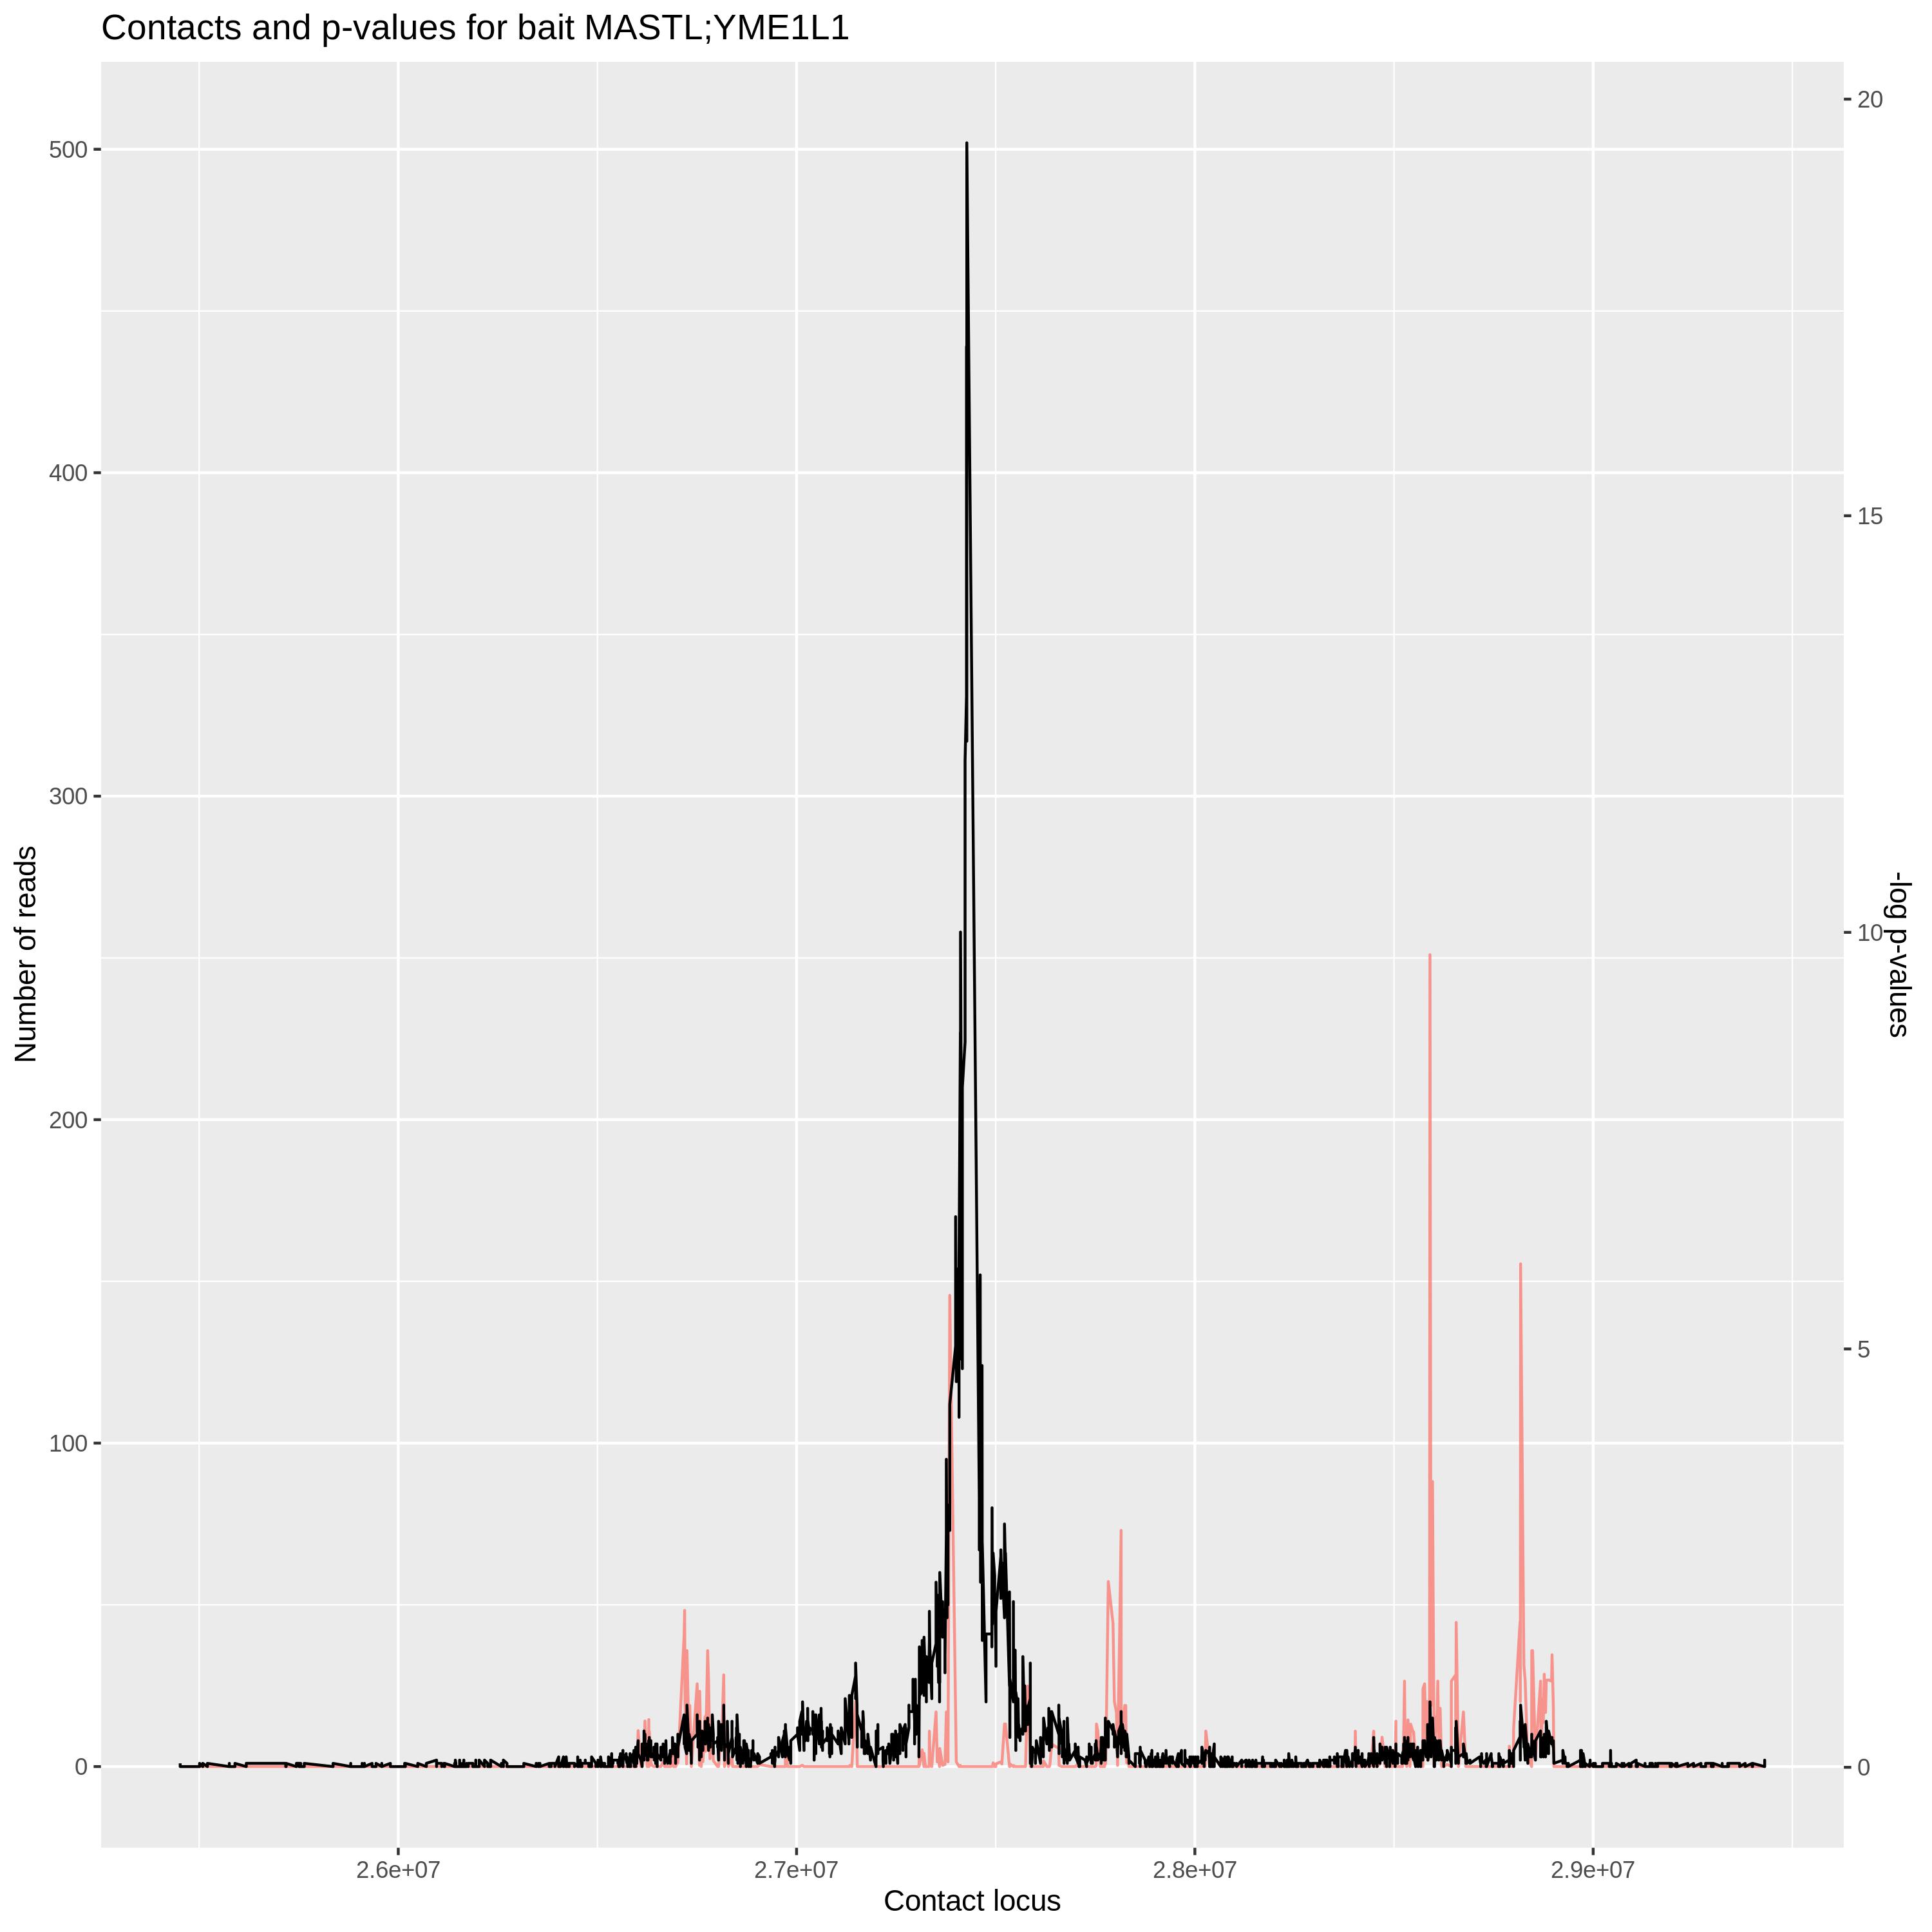 Contacts and p-values for bait MASTL;YME1L1
500
400
300
200
100
0
Number of reads
20
15
10
5
0
-log p-values
2.6e+07
2.7e+07
2.8e+07
2.9e+07
Contact locus